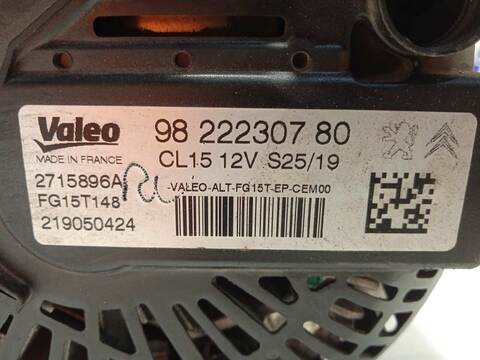 Valeo
98 222307 80
MADE IN FRANCE
CL15 12V S25/19
2715896A
-VALEO-ALT-FG15T-EP-CEM00
FG15T148
219050424